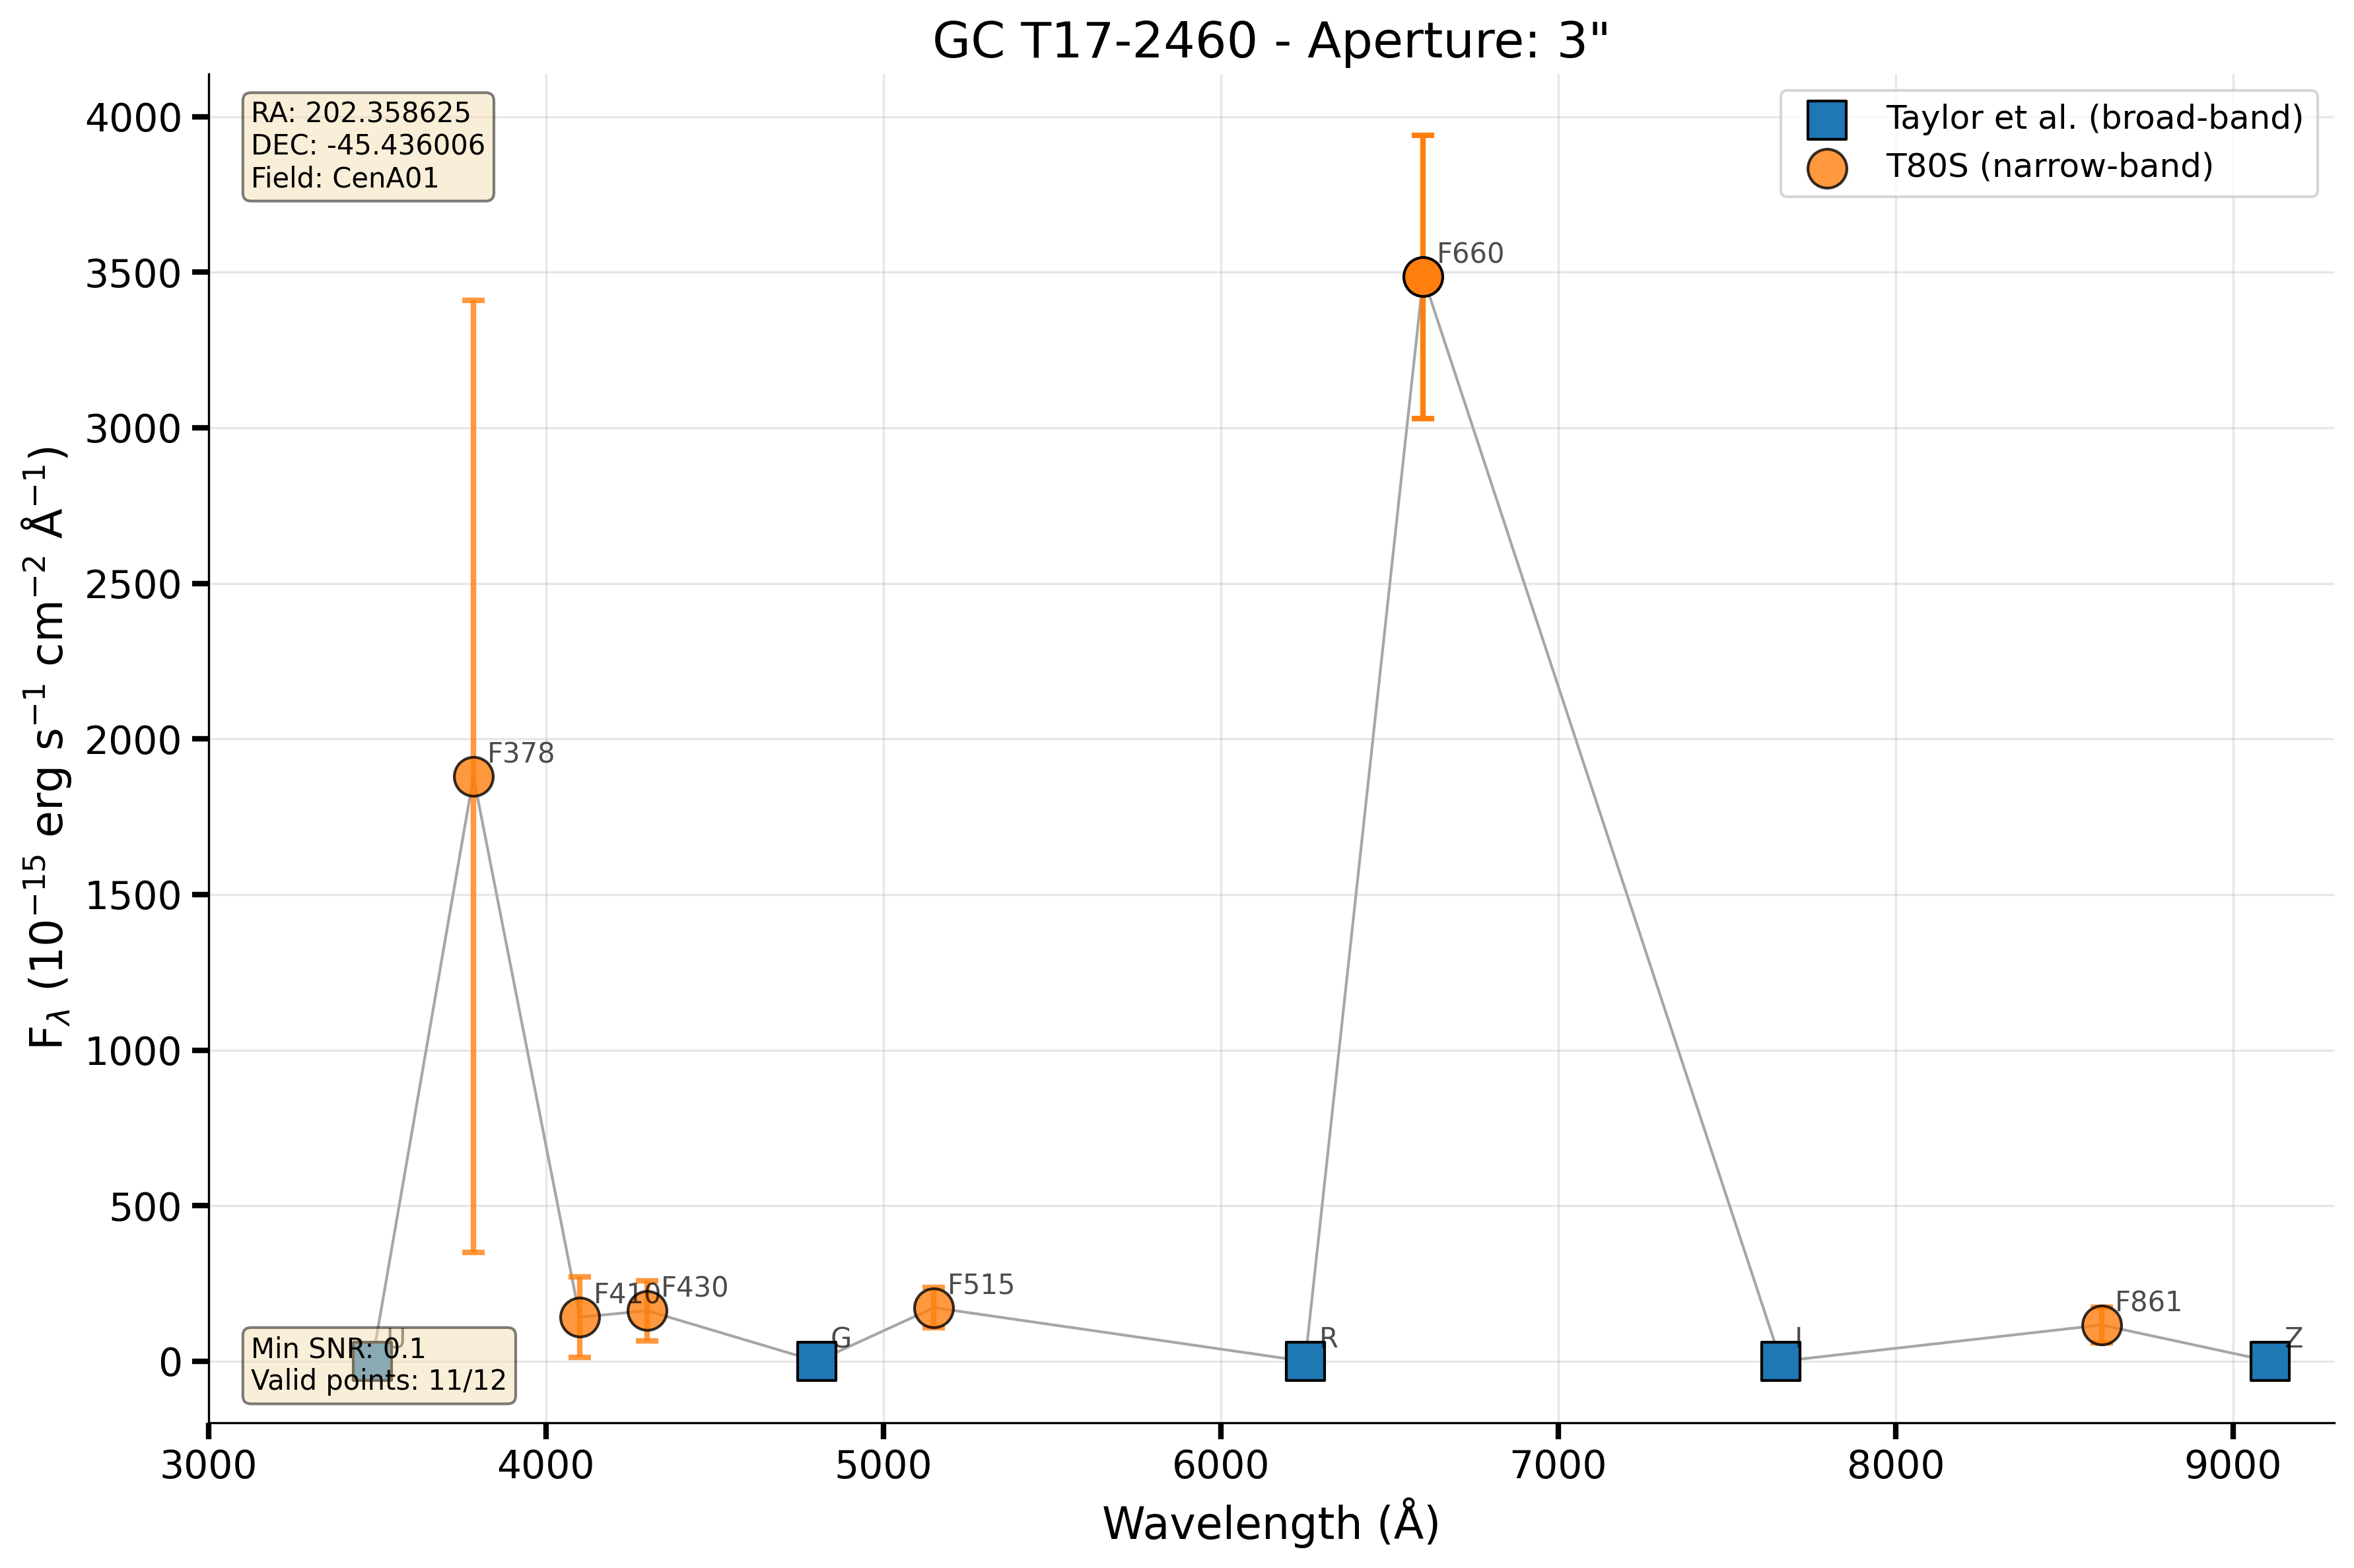 GC T17-2460 - Aperture: 3"
RA: 202.358625
DEC: -45.436006
Field: CenA01
Taylor et al. (broad-band)
T80S (narrow-band)
4000
3500
3000
2500
2000
1500
1000
500
0
F_λ (10⁻¹⁵ erg s⁻¹ cm⁻² Å⁻¹)
F660
F378
F410
F430
F515
F861
U
G
R
I
Z
Min SNR: 0.1
Valid points: 11/12
3000 4000 5000 6000 7000 8000 9000
Wavelength (Å)